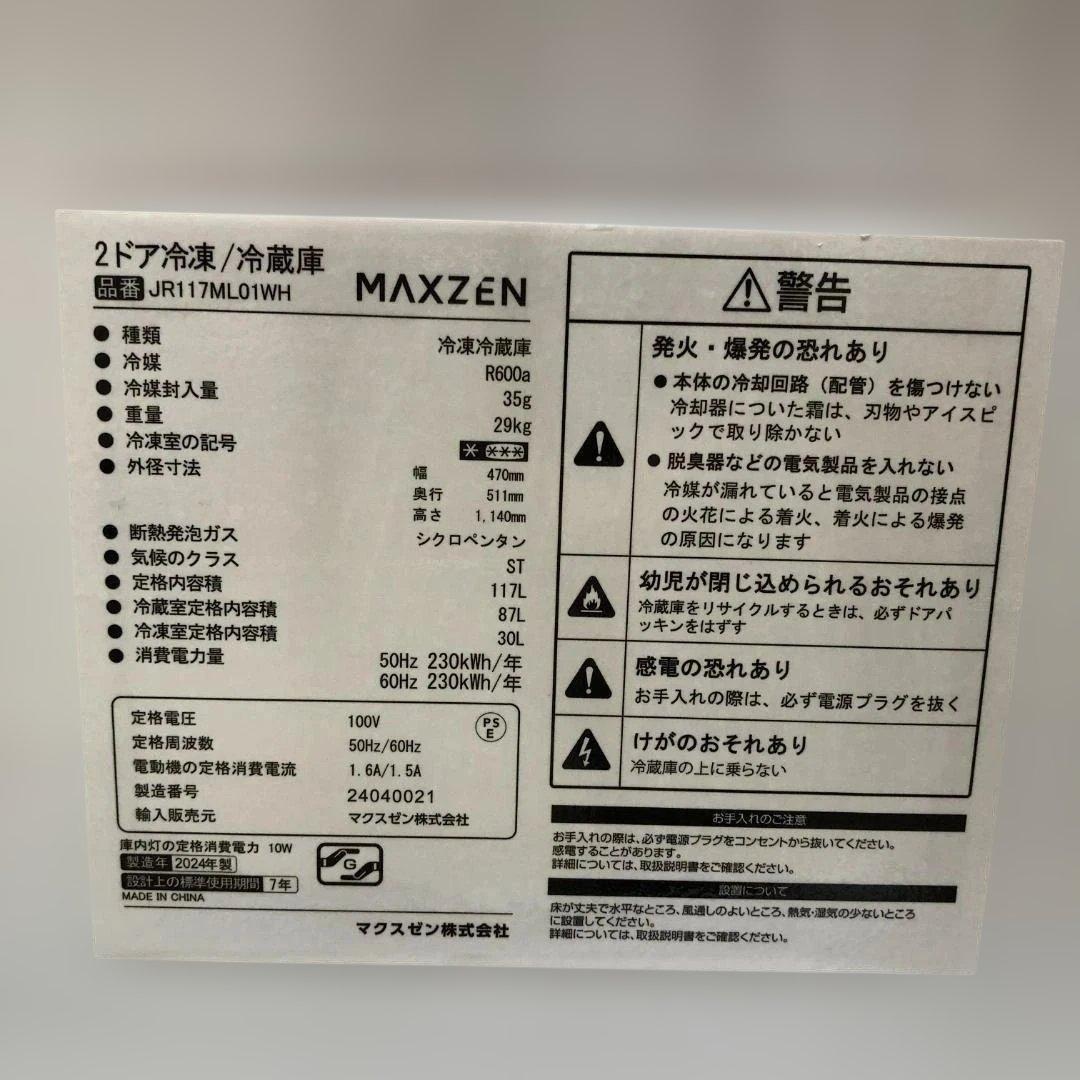 2ドア冷凍/冷蔵庫
品番 JR117ML01WH
MAXZEN
● 種類 冷凍冷蔵庫
● 冷媒 R600a
● 冷媒封入量 35g
● 重量 29kg
● 冷凍室の記号
● 外径寸法 幅 470mm
奥行 511mm
高さ 1,140mm
● 断熱発泡ガス シクロペンタン
● 気候のクラス ST
● 定格内容積 117L
● 冷蔵室定格内容積 87L
● 冷凍室定格内容積 30L
● 消費電力量 50Hz 230kWh/年
60Hz 230kWh/年
定格電圧 100V
PS
E
定格周波数 50Hz/60Hz
電動機の定格消費電流 1.6A/1.5A
製造番号 24040021
輸入販売元 マクスゼン株式会社
庫内灯の定格消費電力 10W
製造年 2024年製
G
設計上の標準使用期間 7年
MADE IN CHINA
マクスゼン株式会社
警告
発火・爆発の恐れあり
● 本体の冷却回路（配管）を傷つけない
冷却器についた霜は、刃物やアイスピ
ックで取り除かない
● 脱臭器などの電気製品を入れない
冷媒が漏れていると電気製品の接点
の火花による着火、着火による爆発
の原因になります
幼児が閉じ込められるおそれあり
冷蔵庫をリサイクルするときは、必ずドアパ
ッキンをはずす
感電の恐れあり
お手入れの際は、必ず電源プラグを抜く
けがのおそれあり
冷蔵庫の上に乗らない
お手入れのご注意
お手入れの際は、必ず電源プラグをコンセントから抜いてください。
感電することがあります。
詳細については、取扱説明書をご確認ください。
設置について
床が丈夫で水平なところ、風通しのよいところ、熱気・湿気の少ないところ
に設置してください。
詳細については、取扱説明書をご確認ください。